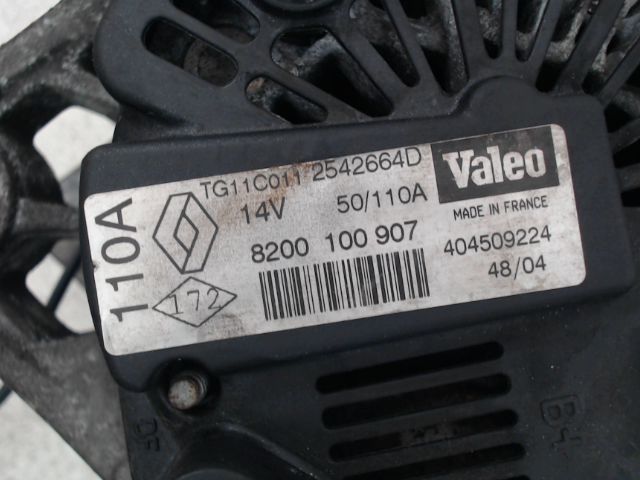 110A
TG11C011 2542664D
Valeo
14V 50/110A
MADE IN FRANCE
8200 100 907
404509224
172
48/04
B+